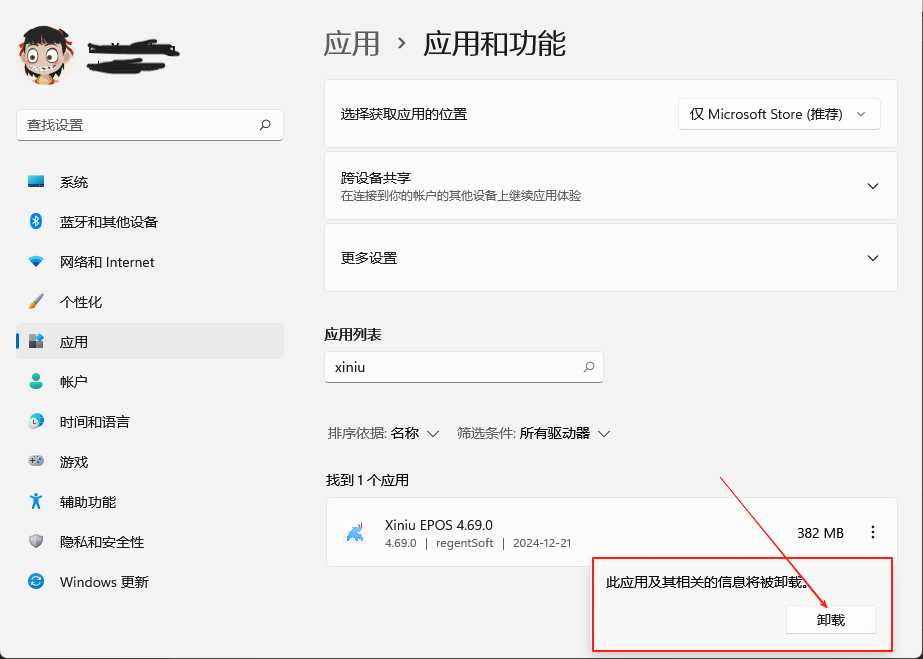 应用 › 应用和功能
查找设置
系统
蓝牙和其他设备
网络和 Internet
个性化
应用
帐户
时间和语言
游戏
辅助功能
隐私和安全性
Windows 更新
选择获取应用的位置
仅 Microsoft Store (推荐)
跨设备共享
在连接到你的帐户的其他设备上继续应用体验
更多设置
应用列表
xiniu
排序依据: 名称 筛选条件: 所有驱动器
找到 1 个应用
Xiniu EPOS 4.69.0
4.69.0 | regentSoft | 2024-12-21
382 MB
此应用及其相关的信息将被卸载。
卸载